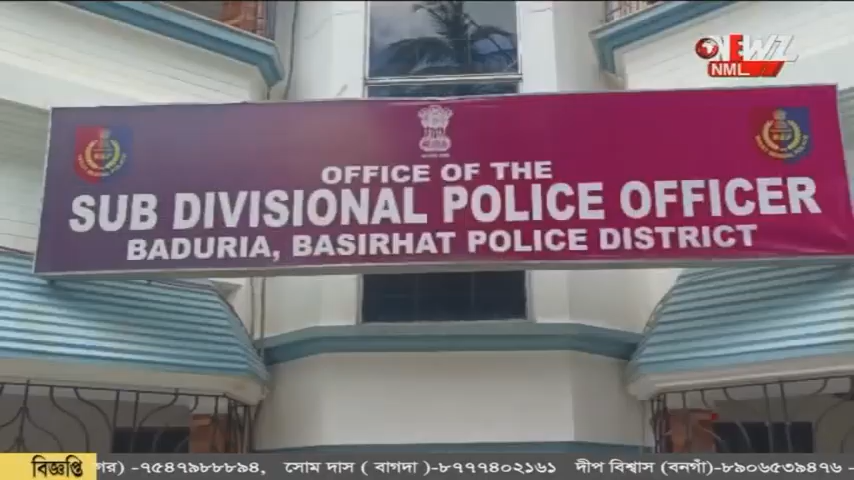 NEWZ
NML
OFFICE OF THE
SUB DIVISIONAL POLICE OFFICER
BADURIA, BASIRHAT POLICE DISTRICT
বিজ্ঞপ্তি গর) -৭৫৪৭৯৮৮৮৯৪, সোম দাস ( বাগদা )-৮৭৭৭৪০২১৬১ দীপ বিশ্বাস (বনগাঁ)-৮৯০৬৫৩৯৪৭৬ -